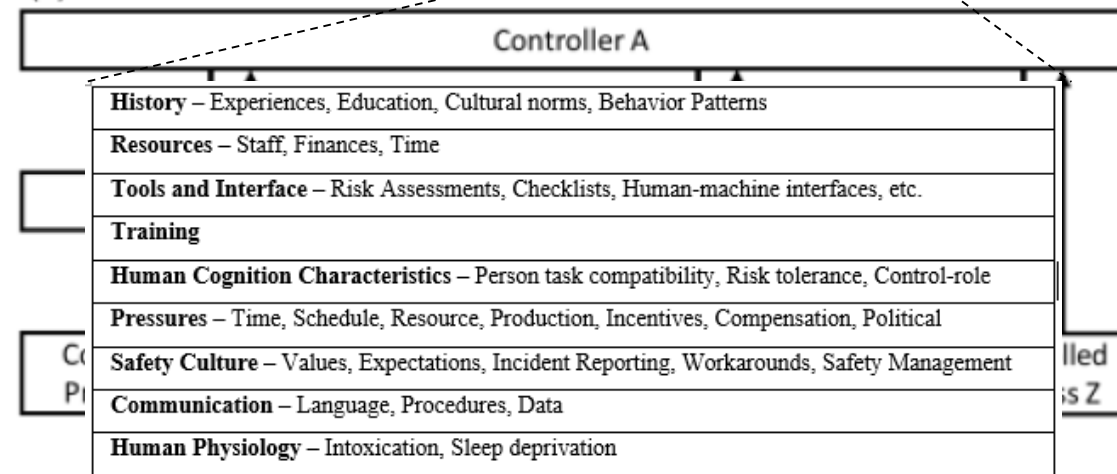 Controller A
History – Experiences, Education, Cultural norms, Behavior Patterns
Resources – Staff, Finances, Time
Tools and Interface – Risk Assessments, Checklists, Human-machine interfaces, etc.
Training
Human Cognition Characteristics – Person task compatibility, Risk tolerance, Control-role
Pressures – Time, Schedule, Resource, Production, Incentives, Compensation, Political
Safety Culture – Values, Expectations, Incident Reporting, Workarounds, Safety Management
Communication – Language, Procedures, Data
Human Physiology – Intoxication, Sleep deprivation